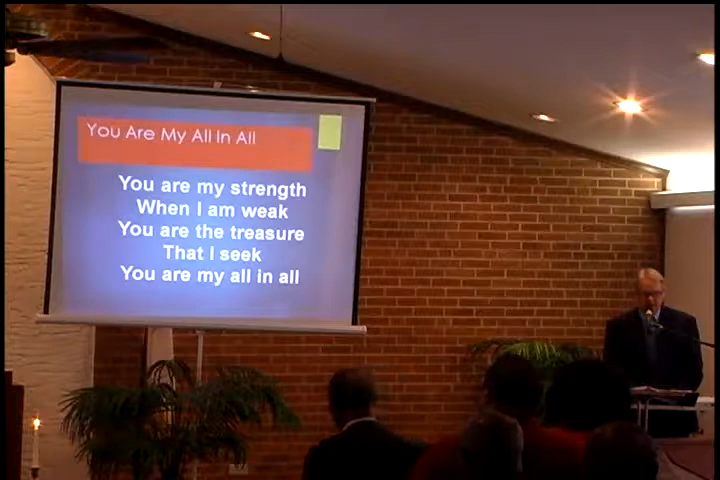 You Are My All In All
You are my strength
When I am weak
You are the treasure
That I seek
You are my all in all